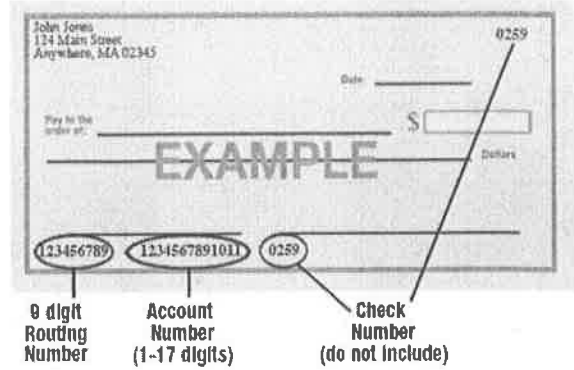 John Jones
124 Main Street
Anywhere, MA 02345
0259
Date
Pay to the
order of:
$
EXAMPLE
Dollars
123456789 1234567891011 0259
9 digit
Routing
Number
Account
Number
(1-17 digits)
Check
Number
(do not include)